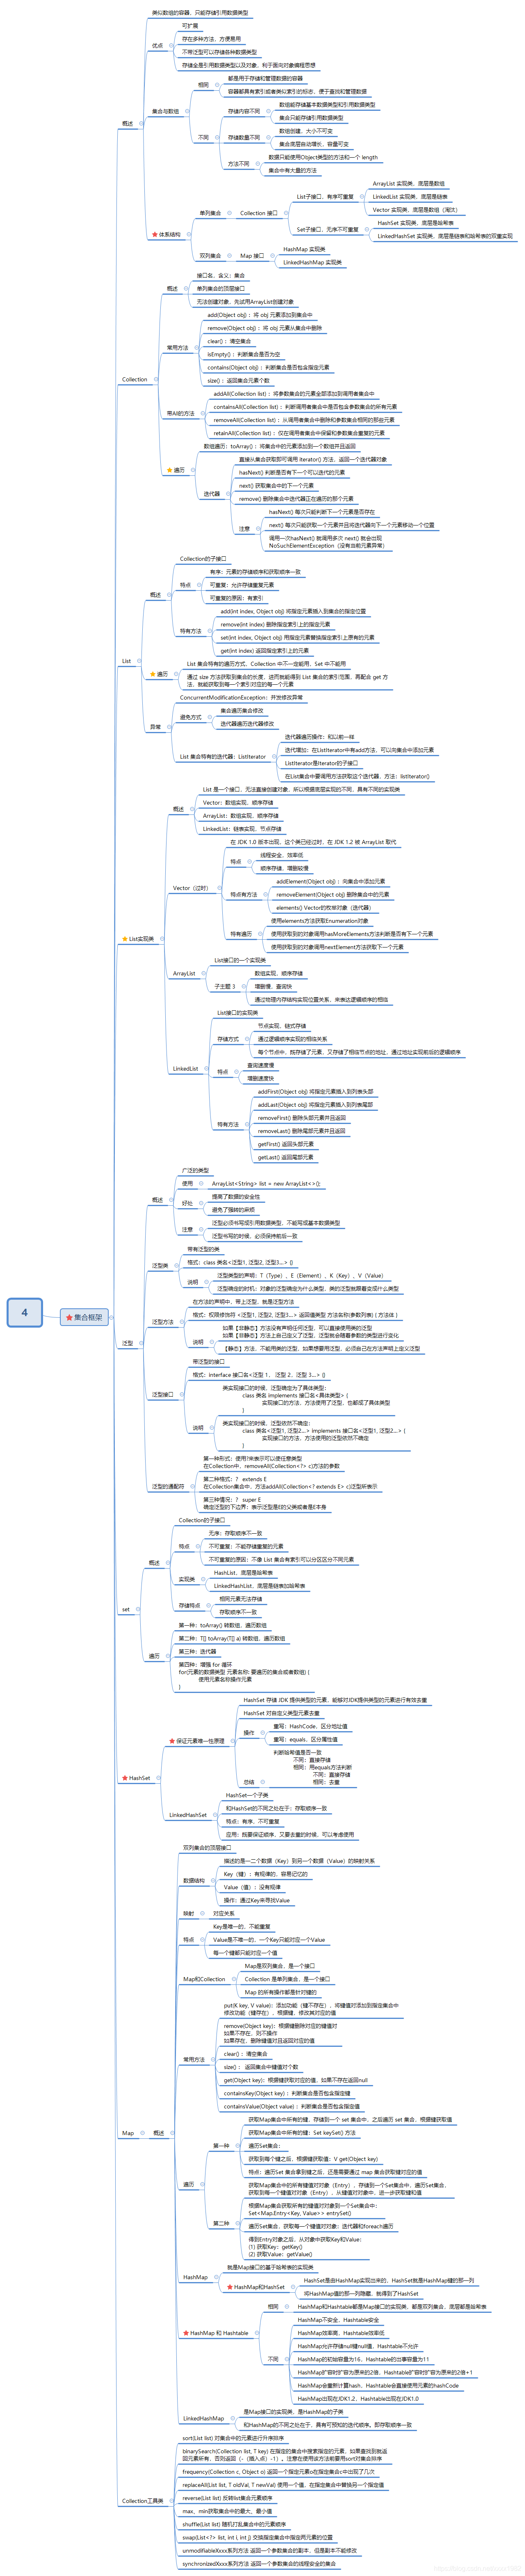 4
集合框架
概述
类似数组的容器，只能存储引用数据类型
优点
可扩展
存在多种方法，方便易用
不带泛型可以存储各种数据类型
存储全是引用数据类型以及对象，利于面向对象编程思想
集合与数组
相同
都是用于存储和管理数据的容器
容器都具有索引或者类似索引的标志，便于查找和管理数据
不同
存储内容不同
数组能存储基本数据类型和引用数据类型
集合只能存储引用数据类型
存储数量不同
数组创建，大小不可变
集合底层自动增长，容量可变
方法不同
数据只能使用Object类型的方法和一个 length
集合中有大量的方法
体系结构
单列集合
Collection 接口
List子接口，有序可重复
ArrayList 实现类，底层是数组
LinkedList 实现类，底层是链表
Vector 实现类，底层是数组（淘汰）
Set子接口，无序不可重复
HashSet 实现类，底层是哈希表
LinkedHashSet 实现类，底层是链表和哈希表的双重实现
双列集合
Map 接口
HashMap 实现类
LinkedHashMap 实现类
Collection
概述
接口名，含义：集合
单列集合的顶层接口
无法创建对象，先试用ArrayList创建对象
常用方法
add(Object obj)：将 obj 元素添加到集合中
remove(Object obj)：将 obj 元素从集合中删除
clear()：清空集合
isEmpty()：判断集合是否为空
contains(Object obj)：判断集合是否包含指定元素
size()：返回集合元素个数
带All的方法
addAll(Collection list)：将参数集合的元素全部添加到调用者集合中
containsAll(Collection list)：判断调用者集合中是否包含参数集合的所有元素
removeAll(Collection list)：从调用者集合中删除和参数集合相同的那些元素
retainAll(Collection list)：仅在调用者集合中保留和参数集合重复的元素
遍历
数组遍历：toArray()：将集合中的元素添加到一个数组并且返回
迭代器
直接从集合获取即可调用 iterator() 方法，返回一个迭代器对象
hasNext() 判断是否有下一个可以迭代的元素
next() 获取集合中的下一个元素
remove() 删除集合中迭代器正在遍历的那个元素
注意
hasNext() 每次只能判断下一个元素是否存在
next() 每次只能获取一个元素并且将迭代器向下一个元素移动一个位置
调用一次hasNext() 就调用多次 next() 就会出现
NoSuchElementException（没有当前元素异常）
List
概述
Collection的子接口
特点
有序：元素的存储顺序和获取顺序一致
可重复：允许存储重复元素
可重复的原因：有索引
特有方法
add(int index, Object obj) 将指定元素插入到集合的指定位置
remove(int index) 删除指定索引上的指定元素
set(int index, Object obj) 用指定元素替换指定索引上原有的元素
get(int index) 返回指定索引上的元素
遍历
List 集合特有的遍历方式，Collection 中不一定能用，Set 中不能用
通过 size 方法获取到集合的长度，进而就能得到 List 集合的索引范围，再配合 get 方
法，就能获取到每一个索引对应的每一个元素
异常
ConcurrentModificationException：并发修改异常
避免方式
集合遍历集合修改
迭代器遍历迭代器修改
List 集合特有的迭代器：ListIterator
迭代器遍历操作：和以前一样
迭代增加：在ListIterator中有add方法，可以向集合中添加元素
ListIterator是Iterator的子接口
在List集合中要调用方法获取这个迭代器，方法：listIterator()
List实现类
概述
List 是一个接口，无法直接创建对象，所以根据底层实现的不同，具有不同的实现类
Vector：数组实现，顺序存储
ArrayList：数组实现，顺序存储
LinkedList：链表实现，节点存储
Vector（过时）
在 JDK 1.0 版本出现，这个类已经过时，在 JDK 1.2 被 ArrayList 取代
特点
线程安全，效率低
顺序存储，增删较慢
特点有方法
addElement(Object obj)：向集合中添加元素
removeElement(Object obj) 删除集合中的元素
elements() Vector的枚举对象（迭代器）
特有遍历
使用elements方法获取Enumeration对象
使用获取到的对象调用hasMoreElements方法判断是否有下一个元素
使用获取到的对象调用nextElement方法获取下一个元素
ArrayList
List接口的一个实现类
子主题 3
数组实现，顺序存储
增删慢，查询快
通过物理内存结构实现位置关系，来表达逻辑顺序的相临
LinkedList
List接口的实现类
存储方式
节点实现，链式存储
通过逻辑顺序实现的相临关系
每个节点中，既存储了元素，又存储了相临节点的地址，通过地址实现前后的逻辑顺序
特点
查询速度慢
增删速度快
特有方法
addFirst(Object obj) 将指定元素插入到列表头部
addLast(Object obj) 将指定元素插入到列表尾部
removeFirst() 删除头部元素并且返回
removeLast() 删除尾部元素并且返回
getFirst() 返回头部元素
getLast() 返回尾部元素
泛型
概述
广泛的类型
使用
ArrayList<String> list = new ArrayList<>();
好处
提高了数据的安全性
避免了强转的麻烦
注意
泛型必须书写成引用数据类型，不能写成基本数据类型
泛型书写的时候，必须保持前后一致
泛型类
带有泛型的类
格式：class 类名<泛型1, 泛型2, 泛型3...> {}
说明
泛型类型的声明：T（Type）、E（Element）、K（Key）、V（Value）
泛型确定的时机：对象的泛型确定为什么类型，类的泛型就跟着变成什么类型
泛型方法
在方法的声明中，带上泛型，就是泛型方法
格式：权限修饰符 <泛型1, 泛型2, 泛型3...> 返回值类型 方法名称(参数列表) { 方法体 }
说明
如果【非静态】方法没有声明任何泛型，可以直接使用类的泛型
如果【非静态】方法上自己定义了泛型，泛型就会随着参数的类型进行变化
【静态】方法，不能用类的泛型，如果想要用泛型，必须自己在方法声明上定义泛型
泛型接口
带泛型的接口
格式：interface 接口名<泛型 1， 泛型 2，泛型 3...> {}
说明
类实现接口的时候，泛型确定为了具体类型：
class 类名 implements 接口名<具体类型> {
实现接口的方法，方法使用了泛型，也都成了具体类型
}
类实现接口的时候，泛型依然不确定：
class 类名<泛型1, 泛型2...> implements 接口名<泛型1, 泛型2...> {
实现接口的方法，方法使用的泛型依然不确定
}
泛型的通配符
第一种形式：使用?来表示可以使任意类型
在Collection中，removeAll(Collection<?> c)方法的参数
第二种格式：？ extends E
在Collection集合中，方法addAll(Collection<? extends E> c)泛型所表示
第三种情况：？ super E
确定泛型的下边界：表示泛型是E的父类或者是E本身
set
概述
Collection的子接口
特点
无序：存取顺序不一致
不可重复：不能存储重复的元素
不可重复的原因：不像 List 集合有索引可以分区区分不同元素
实现类
HashList，底层是哈希表
LinkedHashList，底层是链表加哈希表
存储特点
相同元素无法存储
存取顺序不一致
遍历
第一种：toArray() 转数组，遍历数组
第二种：T[] toArray(T[] a) 转数组，遍历数组
第三种：迭代器
第四种：增强 for 循环
for(元素的数据类型 元素名称: 要遍历的集合或者数组) {
使用元素名称操作元素
}
HashSet
保证元素唯一性原理
HashSet 存储 JDK 提供类型的元素，能够对JDK提供类型的元素进行有效去重
HashSet 对自定义类型元素去重
操作
重写：HashCode，区分地址值
重写：equals，区分属性值
总结
判断哈希值是否一致
不同：直接存储
相同：用equals方法判断
不同：直接存储
相同：去重
LinkedHashSet
HashSet一个子类
和HashSet的不同之处在于：存取顺序一致
特点：有序、不可重复
应用：既要保证顺序，又要去重的时候，可以考虑使用
Map
概述
双列集合的顶层接口
数据结构
描述的是一二个数据（Key）到另一个数据（Value）的映射关系
Key（键）：有规律的、容易记忆的
Value（值）：没有规律
操作：通过Key来寻找Value
映射
对应关系
特点
Key是唯一的，不能重复
Value是不唯一的，一个Key只能对应一个Value
每一个键都只能对应一个值
Map和Collection
Map是双列集合，是一个接口
Collection 是单列集合，是一个接口
Map 的所有操作都是针对键的
常用方法
put(K key, V value)：添加功能（键不存在），将键值对添加到指定集合中
修改功能（键存在），根据键，修改其对应的值
remove(Object key)：根据键删除对应的键值对
如果不存在，则不操作
如果存在，删除键值对且返回对应的值
clear()：清空集合
size()： 返回集合中键值对个数
get(Object key)：根据键获取对应的值，如果不存在返回null
containsKey(Object key)：判断集合是否包含指定键
containsValue(Object value)：判断集合是否包含指定值
遍历
第一种
获取Map集合中所有的键，存储到一个 set 集合中，之后遍历 set 集合，根据键获取值
获取Map集合中所有的键：Set keySet() 方法
遍历Set集合：
获取到每个键之后，根据键获取值：V get(Object key)
特点：遍历Set 集合拿到键之后，还是需要通过 map 集合获取键对应的值
第二种
获取Map集合中的所有键值对对象（Entry），存储到一个Set集合中，遍历Set集合，
获取到每一个键值对对象（Entry），从键值对对象中，进一步获取键和值
根据Map集合获取所有的键值对对象到一个Set集合中：
Set<Map.Entry<Key, Value>> entrySet()
遍历Set集合，获取每一个键值对对象：迭代器和foreach遍历
得到Entry对象之后，从对象中获取Key和Value：
(1) 获取Key：getKey()
(2) 获取Value：getValue()
HashMap
就是Map接口的基于哈希表的实现类
HashMap和HashSet
HashSet是由HashMap实现出来的，HashSet就是HashMap键的那一列
将HashMap值的那一列隐藏，就得到了HashSet
HashMap 和 Hashtable
相同
HashMap和Hashtable都是Map接口的实现类，都是双列集合，底层都是哈希表
不同
HashMap不安全，Hashtable安全
HashMap效率高，Hashtable效率低
HashMap允许存储null键null值，Hashtable不允许
HashMap的初始容量为16，Hashtable的出事容量为11
HashMap扩容时扩容为原来的2倍，Hashtable扩容时扩容为原来的2倍+1
HashMap会重新计算hash，Hashtable会直接使用元素的hashCode
HashMap出现在JDK1.2，Hashtable出现在JDK1.0
LinkedHashMap
是Map接口的实现类，是HashMap的子类
和HashMap的不同之处在于，具有可预知的迭代顺序。即存取顺序一致
Collection工具类
sort(List list) 对集合中的元素进行升序排序
binarySearch(Collection list, T key) 在指定的集合中搜索指定的元素，如果查找到就返
回元素所有，否则返回（-（插入点）-1）。注意在使用该方法前要用sort对集合排序
frequency(Collection c, Object o) 返回一个指定元素o在指定集合c中出现了几次
replaceAll(List list, T oldVal, T newVal) 使用一个值，在指定集合中替换另一个指定值
reverse(List list) 反转list集合元素顺序
max、min获取集合中的最大、最小值
shuffle(List list) 随机打乱集合中的元素顺序
swap(List<?> list, int i, int j) 交换指定集合中指定两元素的位置
unmodifiableXxxx系列方法 返回一个参数集合的副本，但是副本不能修改
synchronizedXxxx系列方法 返回一个参数集合的线程安全的集合